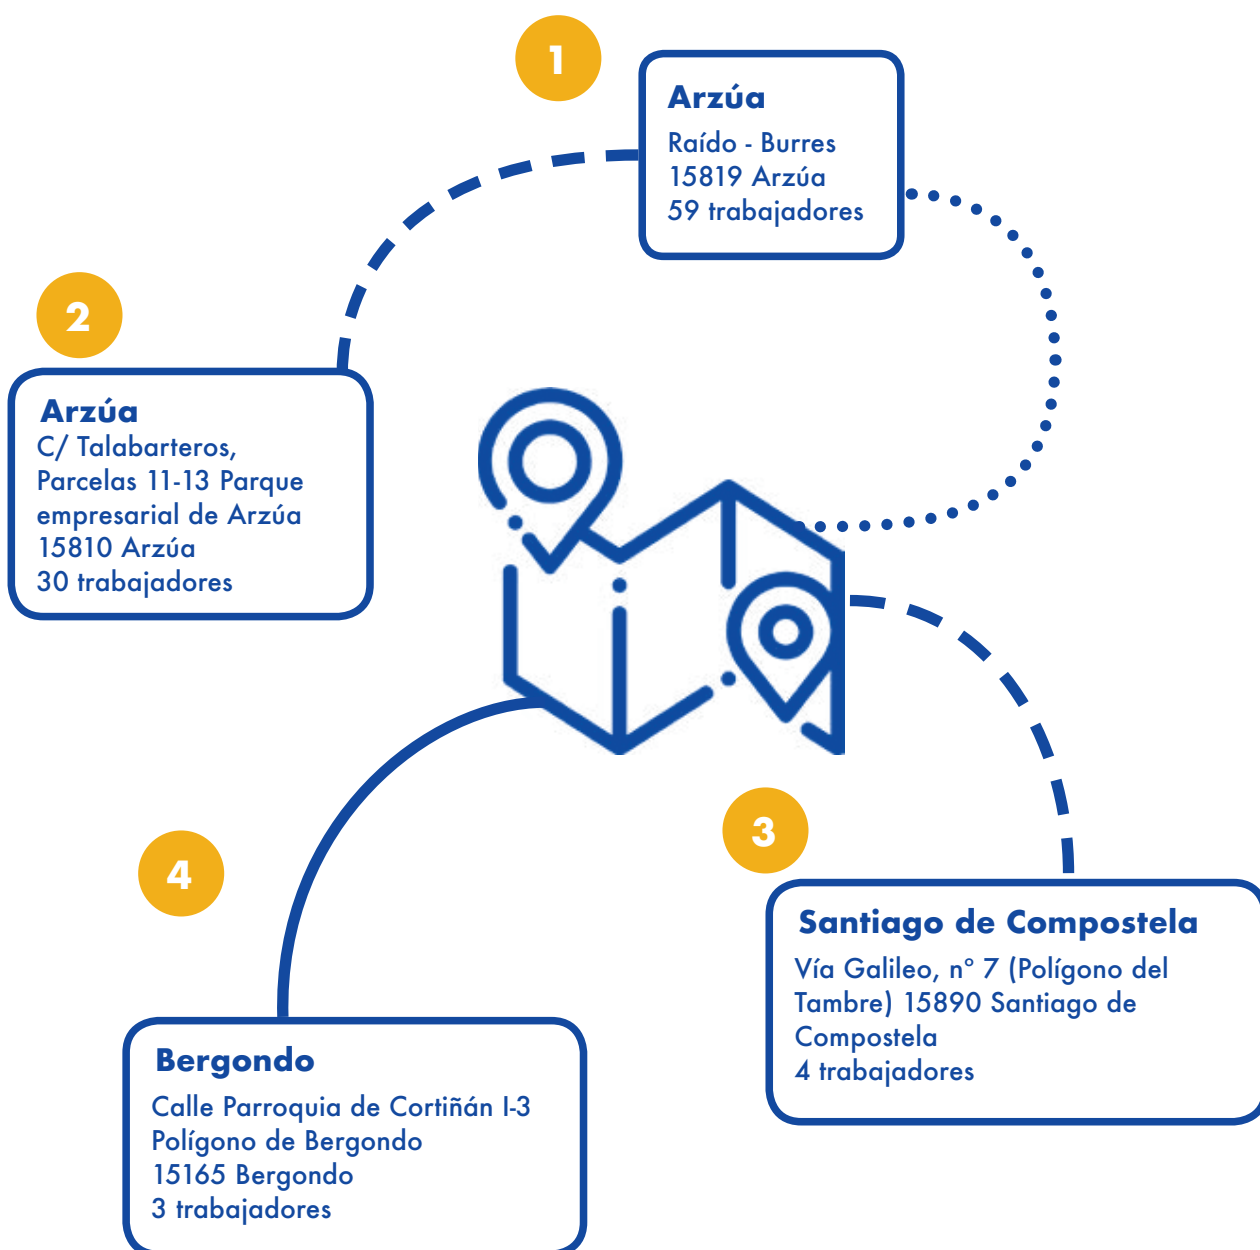 1
Arzúa
Raído - Burres
15819 Arzúa
59 trabajadores
2
Arzúa
C/ Talabarteros,
Parcelas 11-13 Parque
empresarial de Arzúa
15810 Arzúa
30 trabajadores
3
Santiago de Compostela
Vía Galileo, nº 7 (Polígono del
Tambre) 15890 Santiago de
Compostela
4 trabajadores
4
Bergondo
Calle Parroquia de Cortiñán I-3
Polígono de Bergondo
15165 Bergondo
3 trabajadores